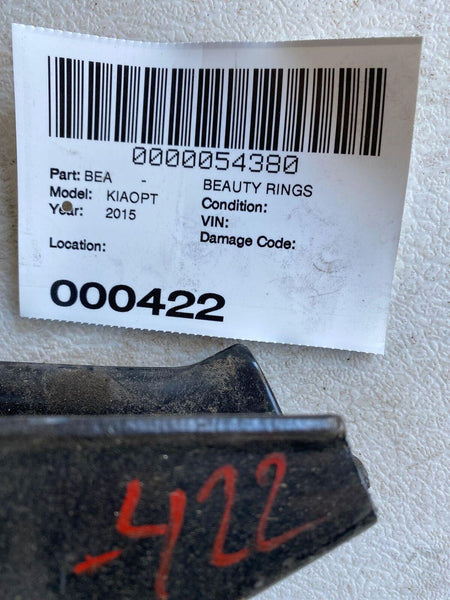 0000054380
Part: BEA - BEAUTY RINGS
Model: KIAOPT Condition:
Year: 2015 VIN:
Location: Damage Code:
000422
-422